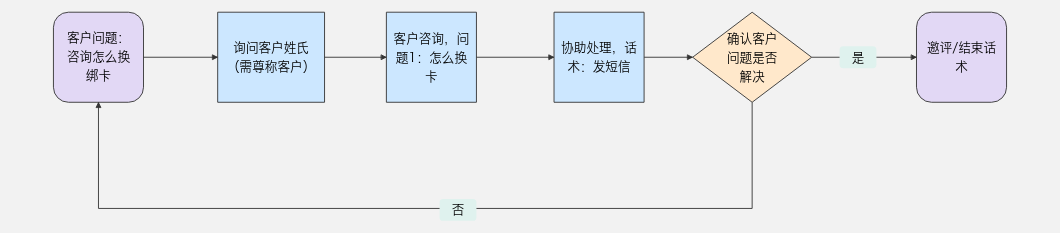 客户问题：
咨询怎么换
绑卡
询问客户姓氏
（需尊称客户）
客户咨询，问
题1：怎么换
卡
协助处理，话
术：发短信
确认客户
问题是否
解决
是
邀评/结束话
术
否